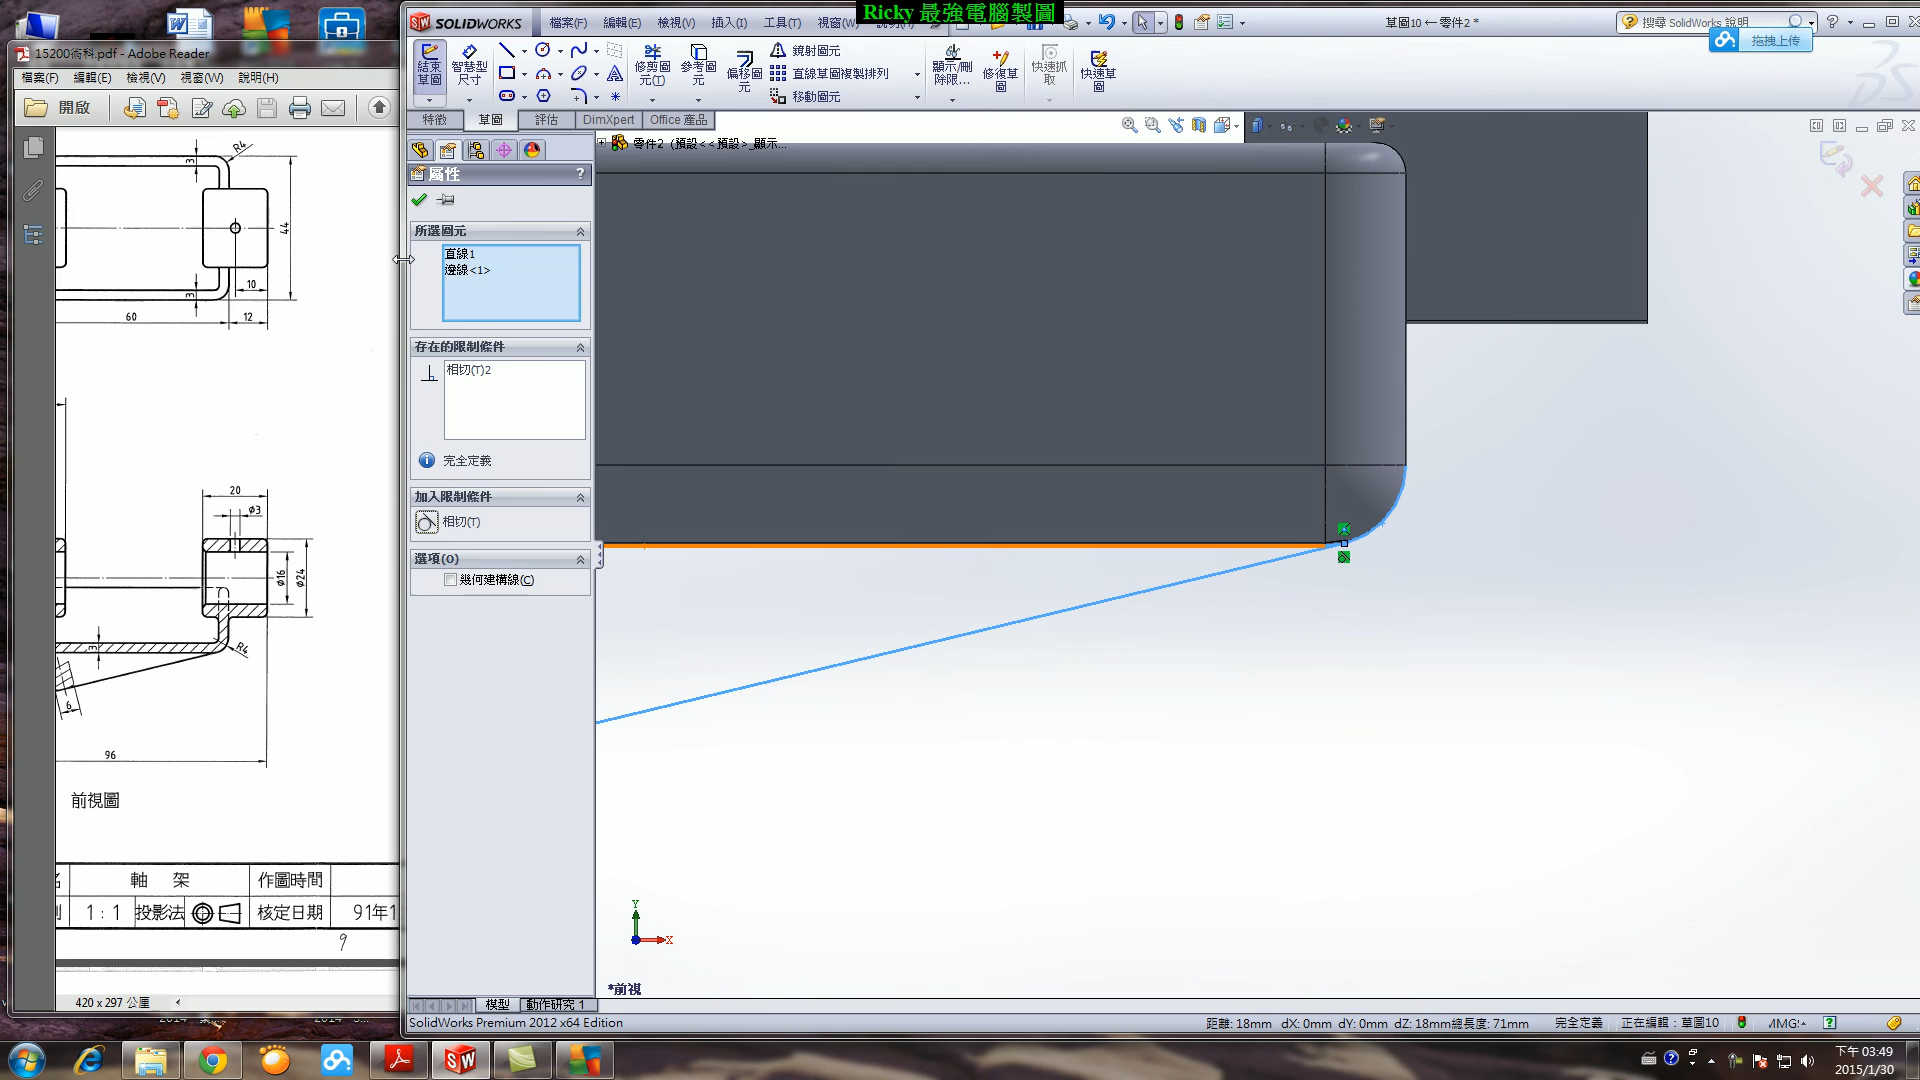 Ricky 最強電腦製圖
15200術科.pdf - Adobe Reader
檔案(F) 編輯(E) 檢視(V) 視窗(W) 說明(H)
開啟
R4
3
44
3
10
60
12
20
ø3
ø16
ø24
3
R4
6
96
前視圖
軸 架
作圖時間
1 : 1
投影法
核定日期
91年1
9
420 x 297 公厘
SOLIDWORKS
檔案(F) 編輯(E) 檢視(V) 插入(I) 工具(T)
草圖10 ← 零件2 *
搜尋 SolidWorks 說明
拖拽上传
結束草圖
智慧型尺寸
修剪圖元(T)
參考圖元
偏移圖元
鏡射圖元
直線草圖複製排列
移動圖元
顯示/刪除限...
修復草圖
快速抓取
快速草圖
特徵 草圖 評估 DimXpert Office 產品
零件2 (預設<<預設>_顯示...
屬性
?
所選圖元
直線1
邊線<1>
存在的限制條件
相切(T)2
完全定義
加入限制條件
相切(T)
選項(O)
幾何建構線(C)
Y
X
*前視
模型 動作研究 1
SolidWorks Premium 2012 x64 Edition
距離: 18mm dX: 0mm dY: 0mm dZ: 18mm總長度: 71mm
完全定義
正在編輯：草圖10
下午 03:49
2015/1/30